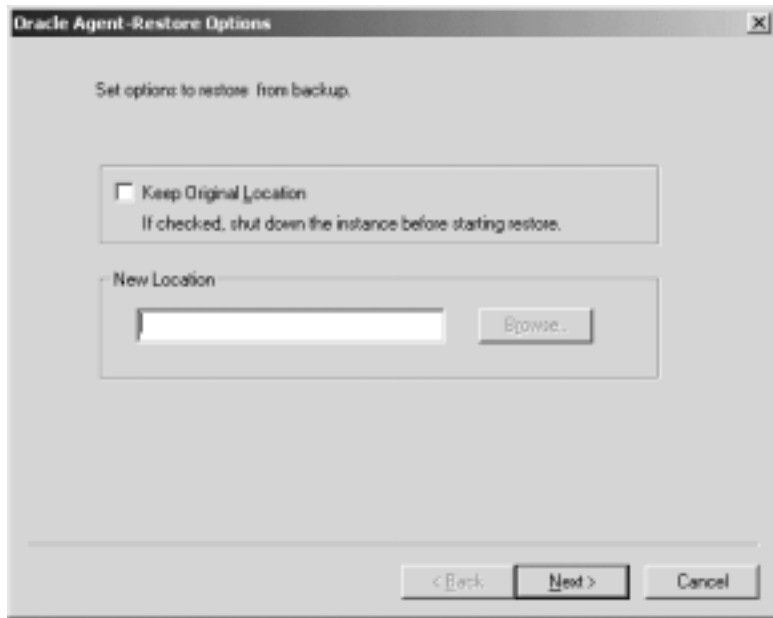 Oracle Agent-Restore Options
Set options to restore from backup.
Keep Original Location
If checked, shut down the instance before starting restore.
New Location
Browse..
< Back
Next >
Cancel